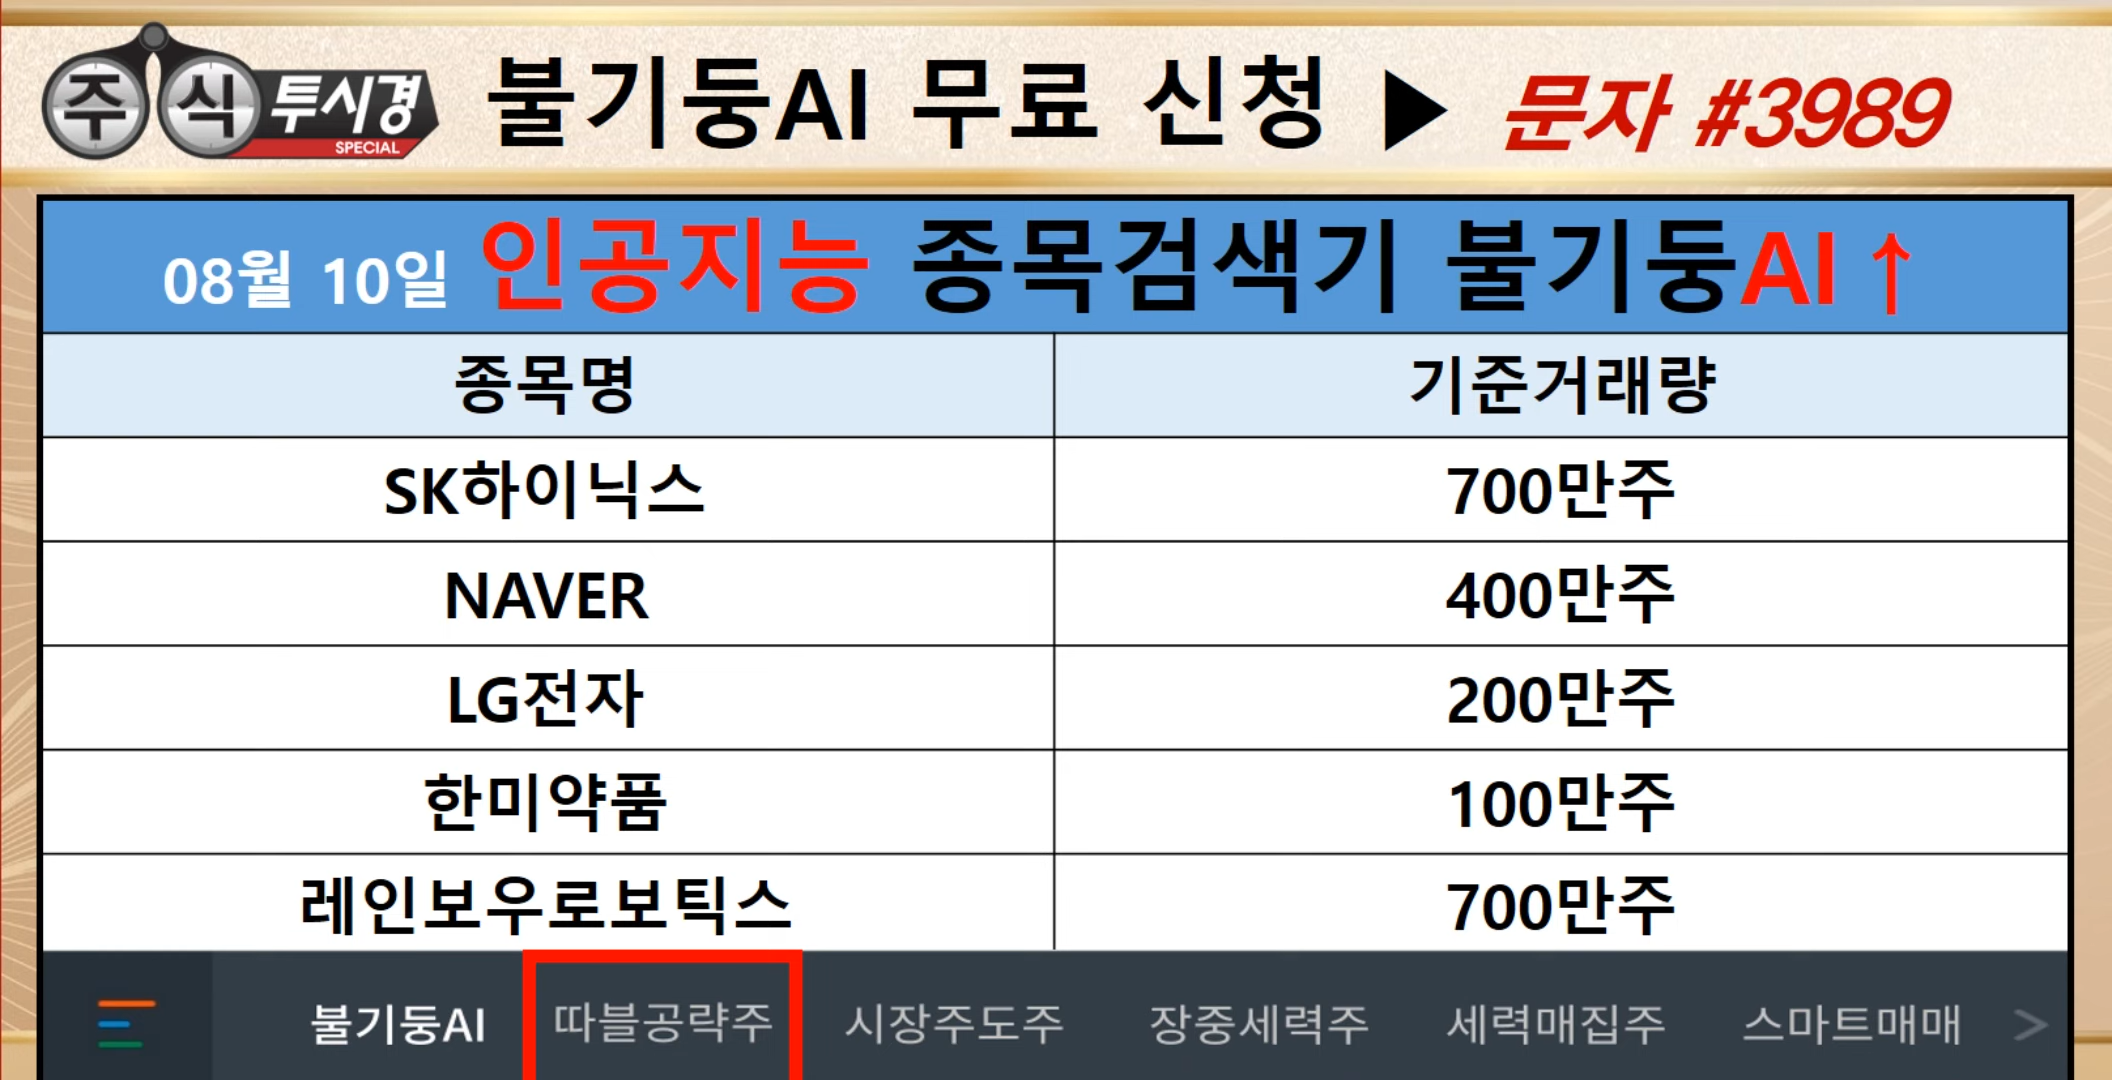 주식투시경
SPECIAL
불기둥AI 무료 신청 ▶ 문자 #3989
08월 10일 인공지능 종목검색기 불기둥AI↑
종목명 기준거래량
SK하이닉스 700만주
NAVER 400만주
LG전자 200만주
한미약품 100만주
레인보우로보틱스 700만주
불기둥AI 따블공략주 시장주도주 장중세력주 세력매집주 스마트매매 >